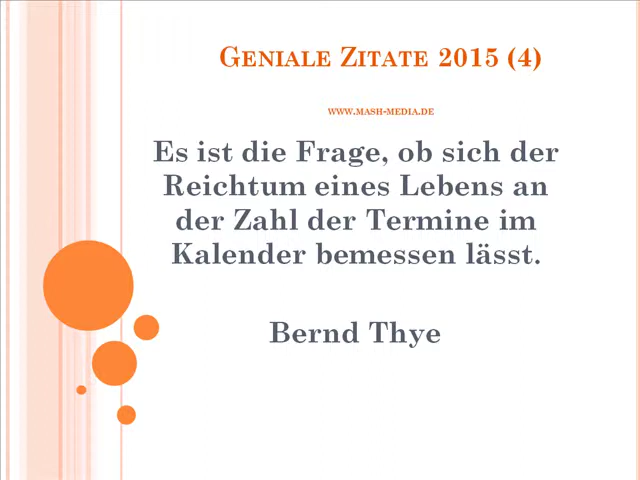 Geniale Zitate 2015 (4)
www.mash-media.de
Es ist die Frage, ob sich der
Reichtum eines Lebens an
der Zahl der Termine im
Kalender bemessen lässt.
Bernd Thye